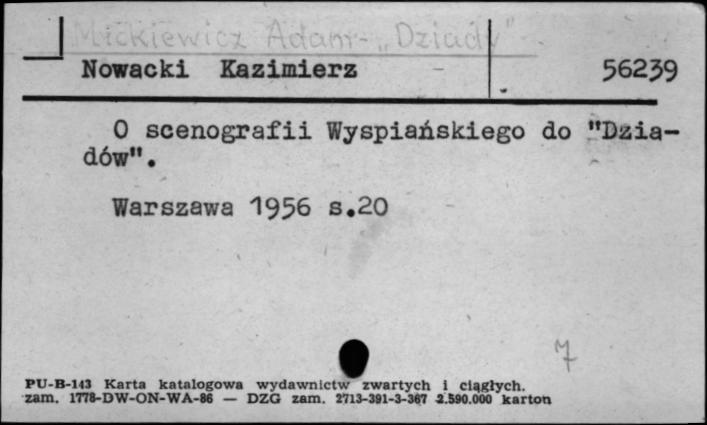 Mickiewicz Adam - „Dziady”
Nowacki Kazimierz 56239
O scenografii Wyspiańskiego do "Dzia-
dów".
Warszawa 1956 s.20
7
PU-B-143 Karta katalogowa wydawnictw zwartych i ciągłych.
zam. 1778-DW-ON-WA-86 — DZG zam. 2713-391-3-367 2.590.000 karton